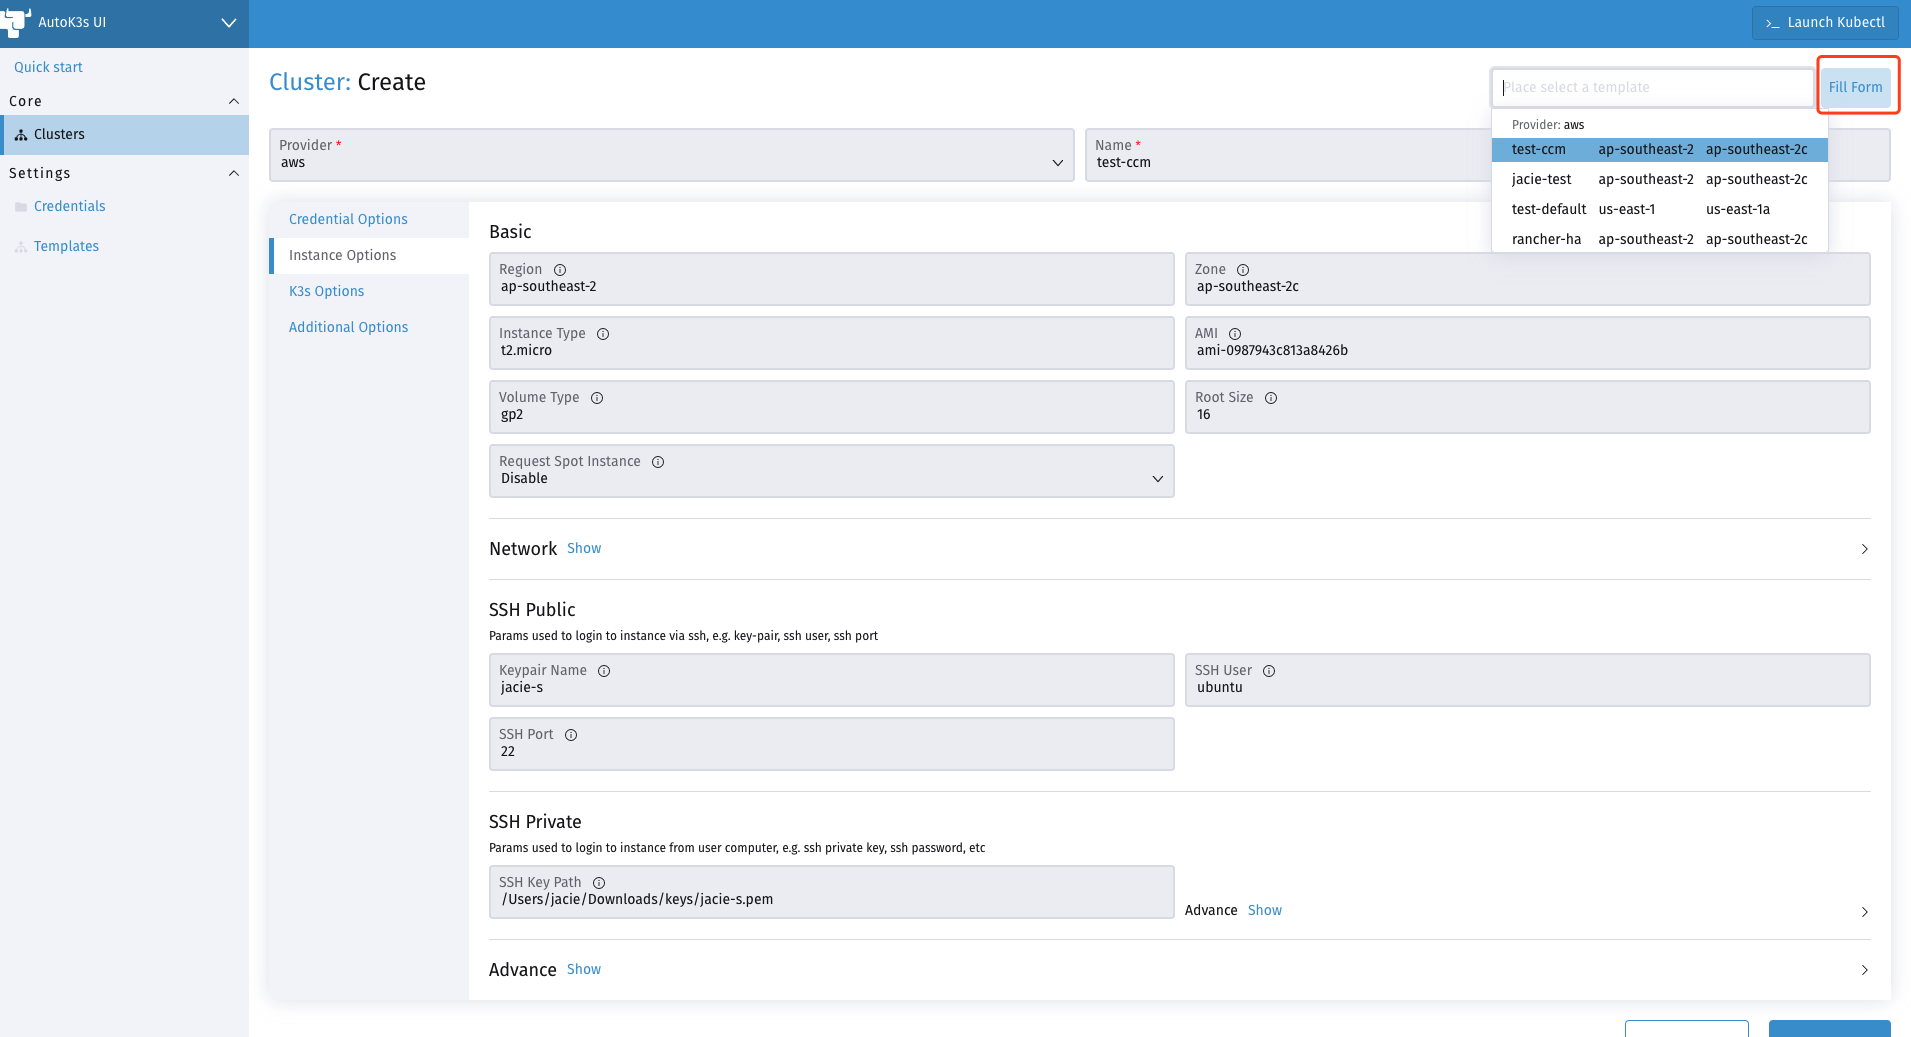 AutoK3s UI
>_ Launch Kubectl
Quick start
Core
Clusters
Settings
Credentials
Templates
Cluster: Create
Place select a template
Fill Form
Provider: aws
test-ccm ap-southeast-2 ap-southeast-2c
jacie-test ap-southeast-2 ap-southeast-2c
test-default us-east-1 us-east-1a
rancher-ha ap-southeast-2 ap-southeast-2c
Provider *
aws
Name *
test-ccm
Credential Options
Instance Options
K3s Options
Additional Options
Basic
Region
ap-southeast-2
Zone
ap-southeast-2c
Instance Type
t2.micro
AMI
ami-0987943c813a8426b
Volume Type
gp2
Root Size
16
Request Spot Instance
Disable
Network Show
SSH Public
Params used to login to instance via ssh, e.g. key-pair, ssh user, ssh port
Keypair Name
jacie-s
SSH User
ubuntu
SSH Port
22
SSH Private
Params used to login to instance from user computer, e.g. ssh private key, ssh password, etc
SSH Key Path
/Users/jacie/Downloads/keys/jacie-s.pem
Advance Show
Advance Show